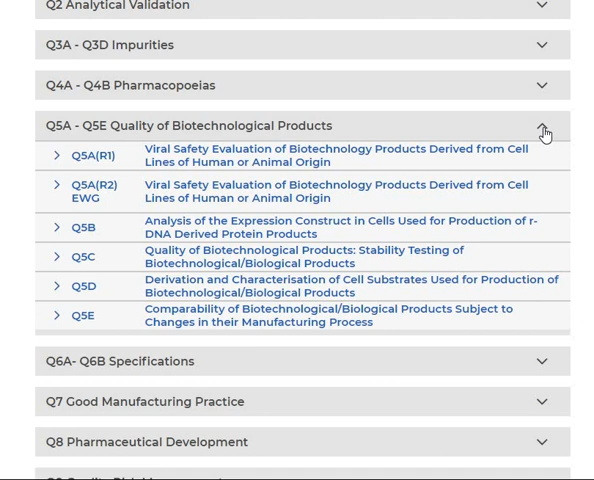 Q2 Analytical Validation
Q3A - Q3D Impurities
Q4A - Q4B Pharmacopoeias
Q5A - Q5E Quality of Biotechnological Products
Q5A(R1)
Viral Safety Evaluation of Biotechnology Products Derived from Cell
Lines of Human or Animal Origin
Q5A(R2)
EWG
Viral Safety Evaluation of Biotechnology Products Derived from Cell
Lines of Human or Animal Origin
Q5B
Analysis of the Expression Construct in Cells Used for Production of r-
DNA Derived Protein Products
Q5C
Quality of Biotechnological Products: Stability Testing of
Biotechnological/Biological Products
Q5D
Derivation and Characterisation of Cell Substrates Used for Production of
Biotechnological/Biological Products
Q5E
Comparability of Biotechnological/Biological Products Subject to
Changes in their Manufacturing Process
Q6A- Q6B Specifications
Q7 Good Manufacturing Practice
Q8 Pharmaceutical Development